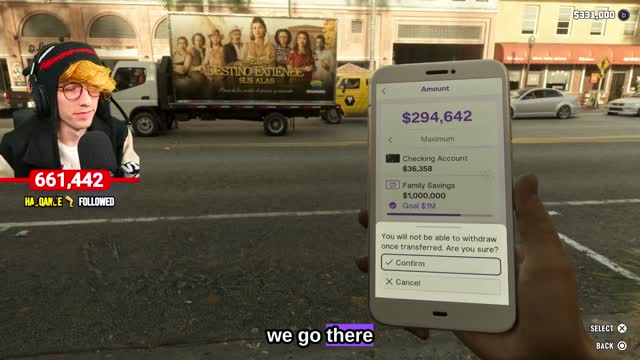 $331,000
EL
DESTINO EXTIENDE
SUS ALAS
Amount
$294,642
Maximum
Checking Account
$36,358
Family Savings
$1,000,000
Goal $1M
You will not be able to withdraw
once transferred. Are you sure?
Confirm
Cancel
661,442
FOLLOWED
we go there
SELECT
BACK